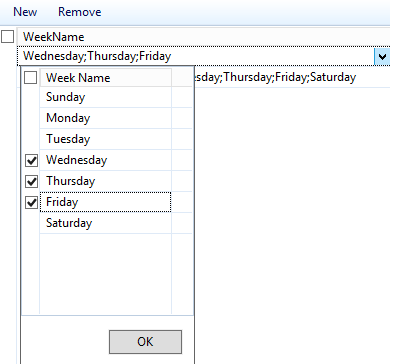 New Remove
WeekName
Wednesday;Thursday;Friday
Week Name
;Thursday;Friday;Saturday
Sunday
Monday
Tuesday
Wednesday
Thursday
Friday
Saturday
OK